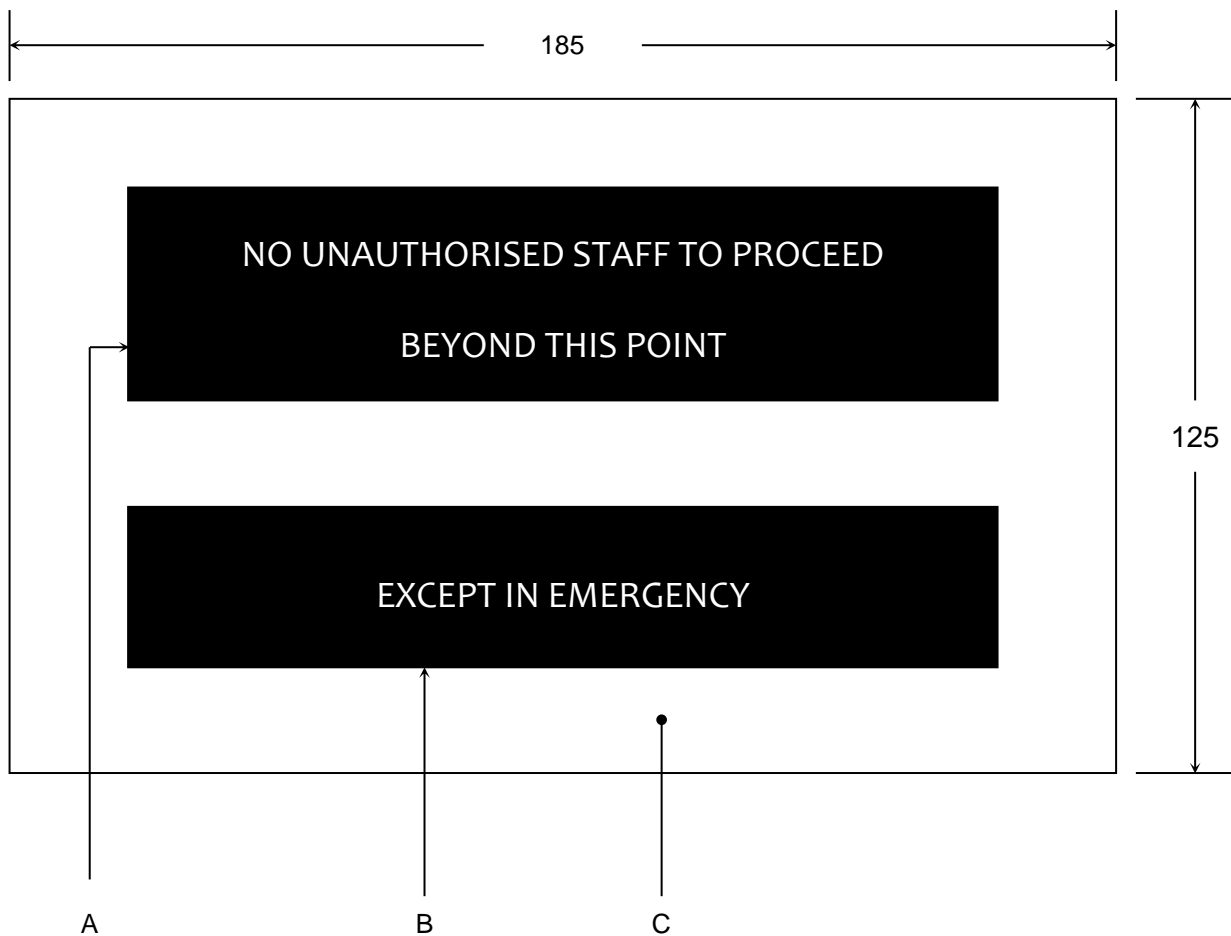 185
NO UNAUTHORISED STAFF TO PROCEED
BEYOND THIS POINT
125
EXCEPT IN EMERGENCY
A B C